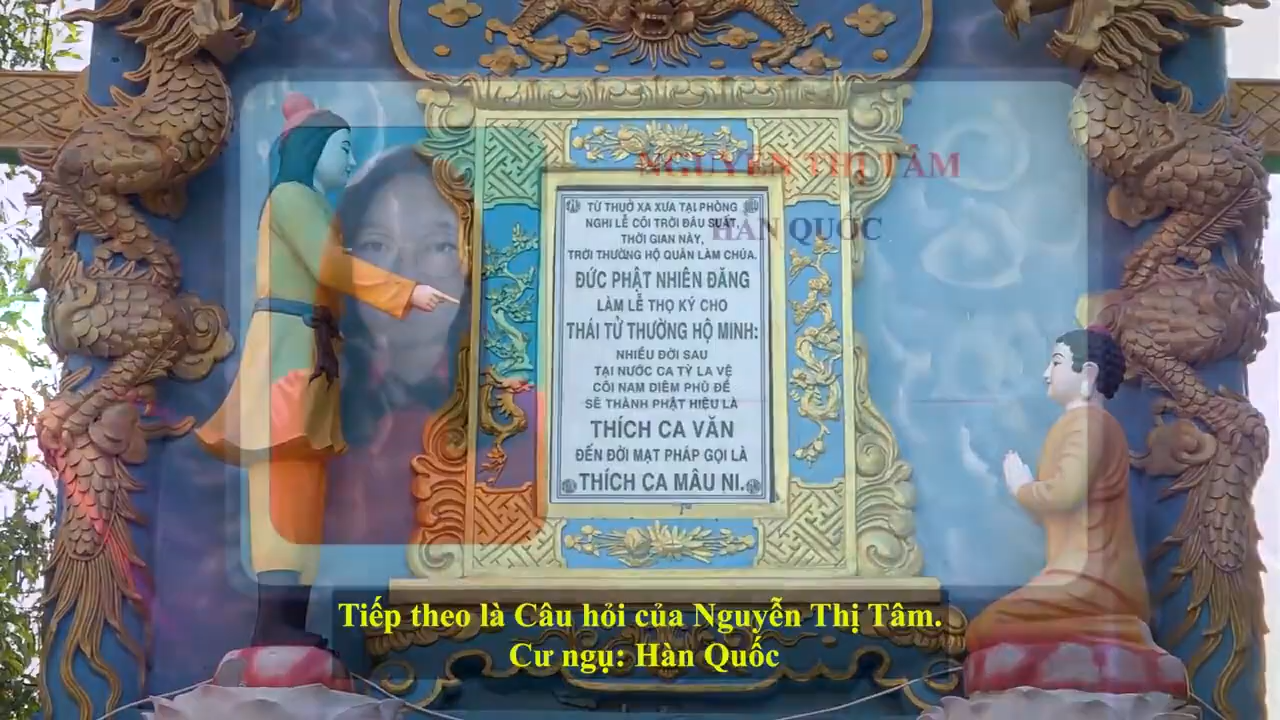 NGUYỄN THỊ TÂM
HÀN QUỐC
TỪ THUỞ XA XƯA TẠI PHÒNG
NGHI LỄ CÕI TRỜI ĐÂU SUẤT,
THỜI GIAN NÀY,
TRỜI THƯỜNG HỘ QUÂN LÀM CHÚA.
ĐỨC PHẬT NHIÊN ĐĂNG
LÀM LỄ THỌ KÝ CHO
THÁI TỬ THƯỜNG HỘ MINH:
NHIỀU ĐỜI SAU
TẠI NƯỚC CA TỲ LA VỆ
CÕI NAM DIÊM PHÙ ĐỀ
SẼ THÀNH PHẬT HIỆU LÀ
THÍCH CA VĂN
ĐẾN ĐỜI MẠT PHÁP GỌI LÀ
THÍCH CA MÂU NI.
Tiếp theo là Câu hỏi của Nguyễn Thị Tâm.
Cư ngụ: Hàn Quốc